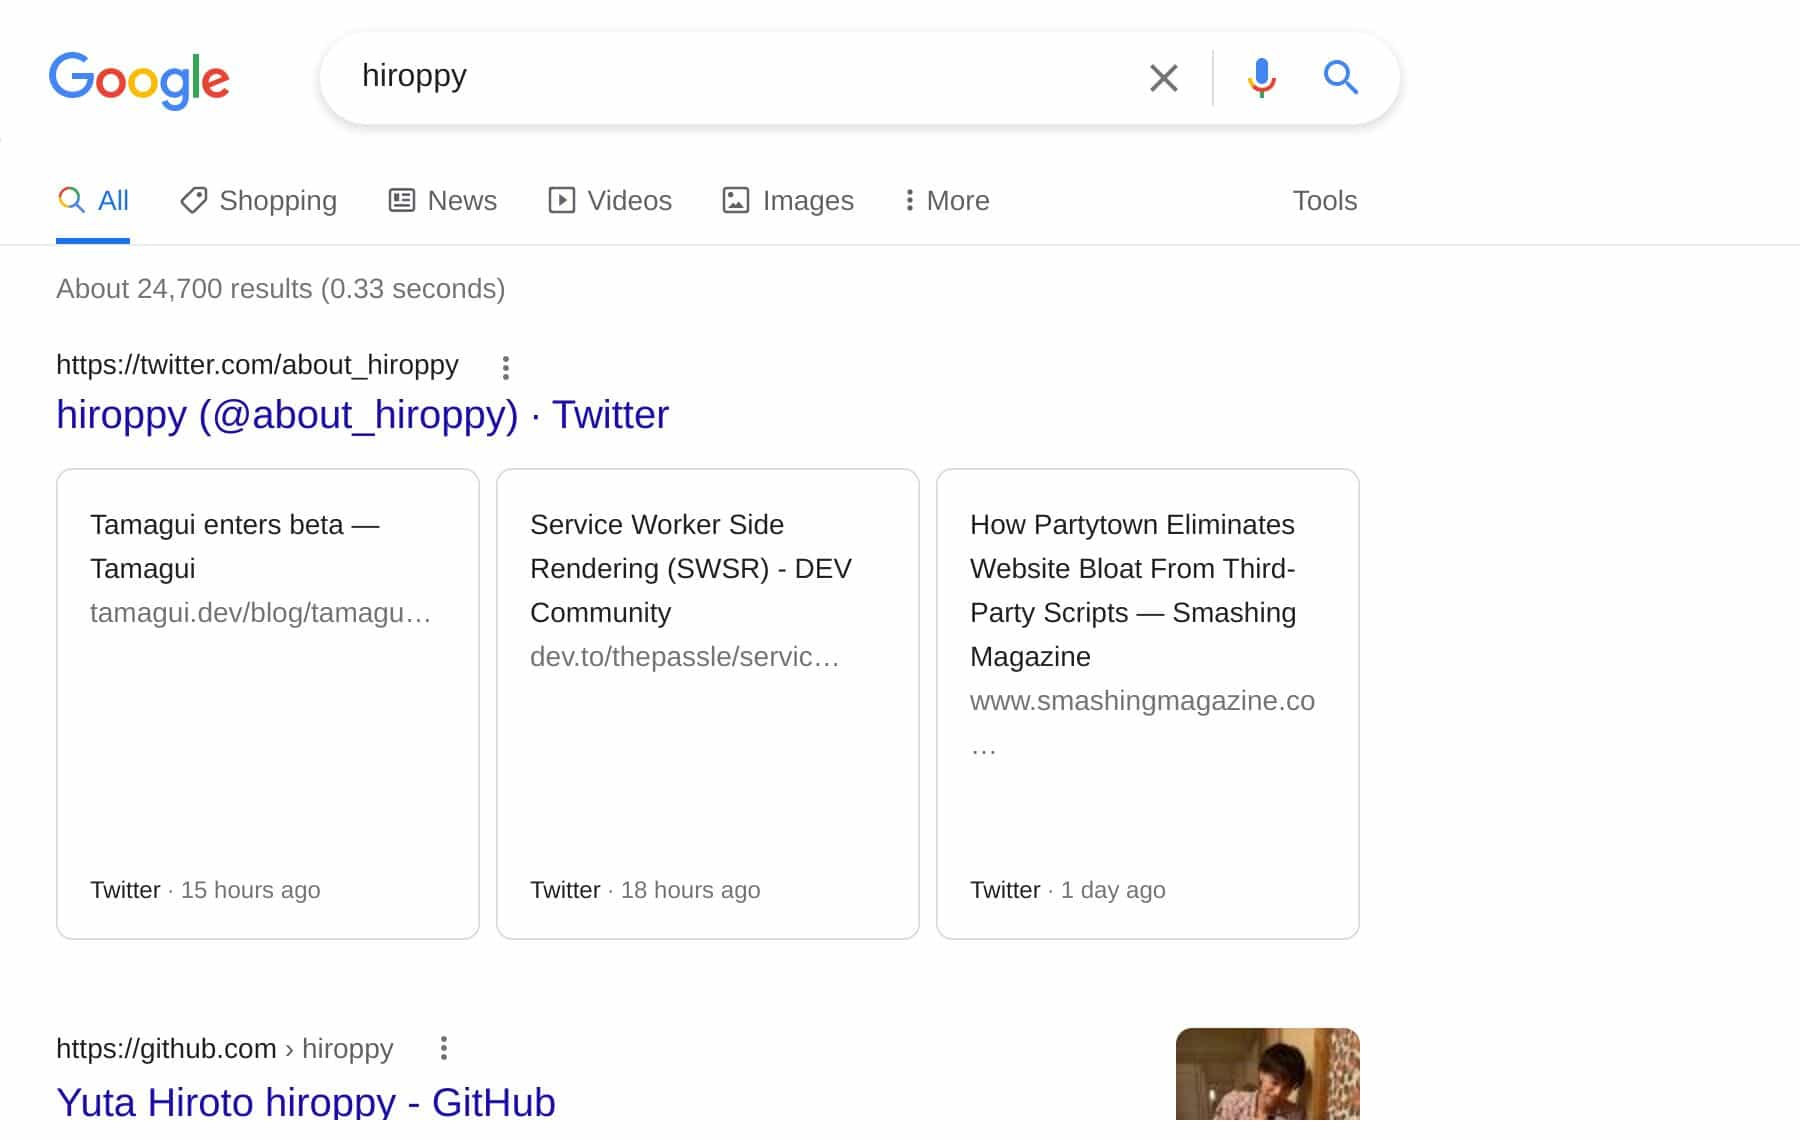 Google
hiroppy
All
Shopping
News
Videos
Images
More
Tools
About 24,700 results (0.33 seconds)
https://twitter.com/about_hiroppy
hiroppy (@about_hiroppy) · Twitter
Tamagui enters beta —
Tamagui
tamagui.dev/blog/tamagu...
Twitter · 15 hours ago
Service Worker Side
Rendering (SWSR) - DEV
Community
dev.to/thepassle/servic...
Twitter · 18 hours ago
How Partytown Eliminates
Website Bloat From Third-
Party Scripts — Smashing
Magazine
www.smashingmagazine.co
...
Twitter · 1 day ago
https://github.com › hiroppy
Yuta Hiroto hiroppy - GitHub